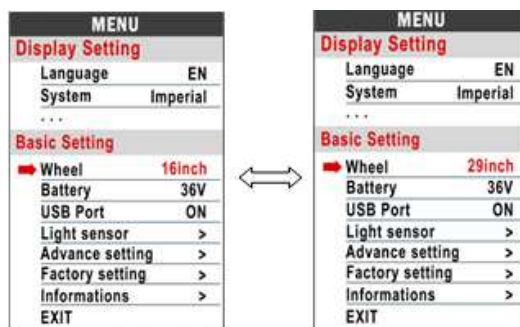 MENU
Display Setting
Language EN
System Imperial
...
Basic Setting
Wheel 16inch
Battery 36V
USB Port ON
Light sensor >
Advance setting >
Factory setting >
Informations >
EXIT
MENU
Display Setting
Language EN
System Imperial
...
Basic Setting
Wheel 29inch
Battery 36V
USB Port ON
Light sensor >
Advance setting >
Factory setting >
Informations >
EXIT